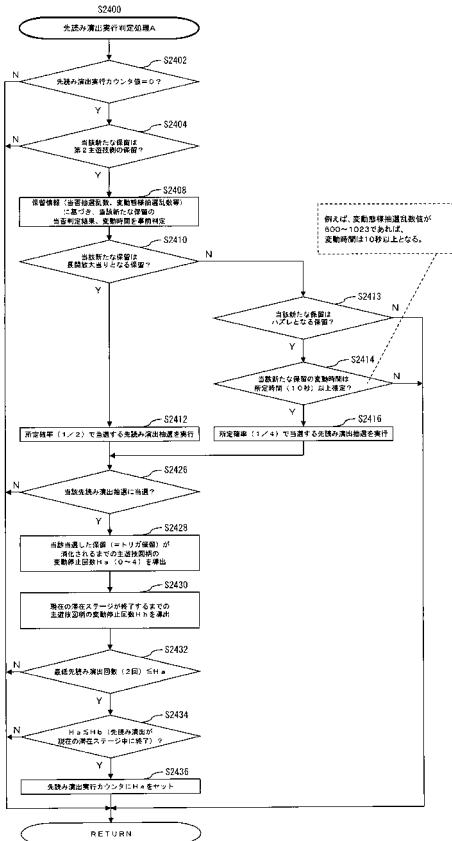 S2400
先読み演出実行判定処理A
S2402
N
先読み演出実行カウンタ値=0?
Y
S2404
N
当該新たな保留は
第2主遊技側の保留?
Y
S2408
保留情報(当否抽選乱数、変動態様抽選乱数等)
に基づき、当該新たな保留の
当否判定結果、変動時間を事前判定
例えば、変動態様抽選乱数値が
600~1023であれば、
変動時間は10秒以上となる。
S2410
当該新たな保留は
長開放大当りとなる保留?
N
Y
S2413
当該新たな保留は
ハズレとなる保留?
N
Y
S2414
当該新たな保留の変動時間は
所定時間(10秒)以上確定?
N
Y
S2412
所定確率(1/2)で当選する先読み演出抽選を実行
S2416
所定確率(1/4)で当選する先読み演出抽選を実行
S2426
N
当該先読み演出抽選に当選?
Y
S2428
当該当選した保留(=トリガ保留)が
消化されるまでの主遊技図柄の
変動停止回数Ha(0~4)を導出
S2430
現在の滞在ステージが終了するまでの
主遊技図柄の変動停止回数Hbを導出
S2432
N
最低先読み演出回数(2回)≦Ha
Y
S2434
N
Ha≦Hb(先読み演出が
現在の滞在ステージ中に終了)?
Y
S2436
先読み演出実行カウンタにHaをセット
RETURN